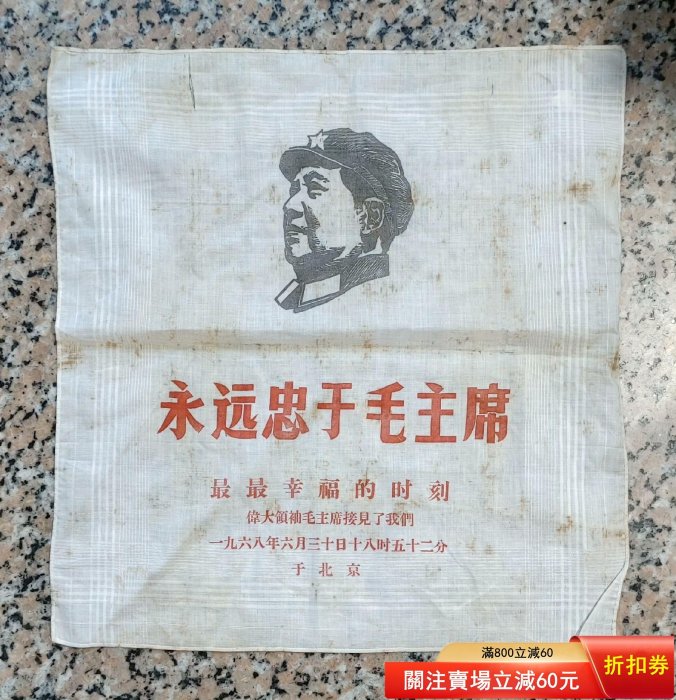 永远忠于毛主席
最最幸福的时刻
偉大領袖毛主席接見了我們
一九六八年六月三十日十八时五十二分
于北京
滿800立減60
關注賣場立減60元
折扣券